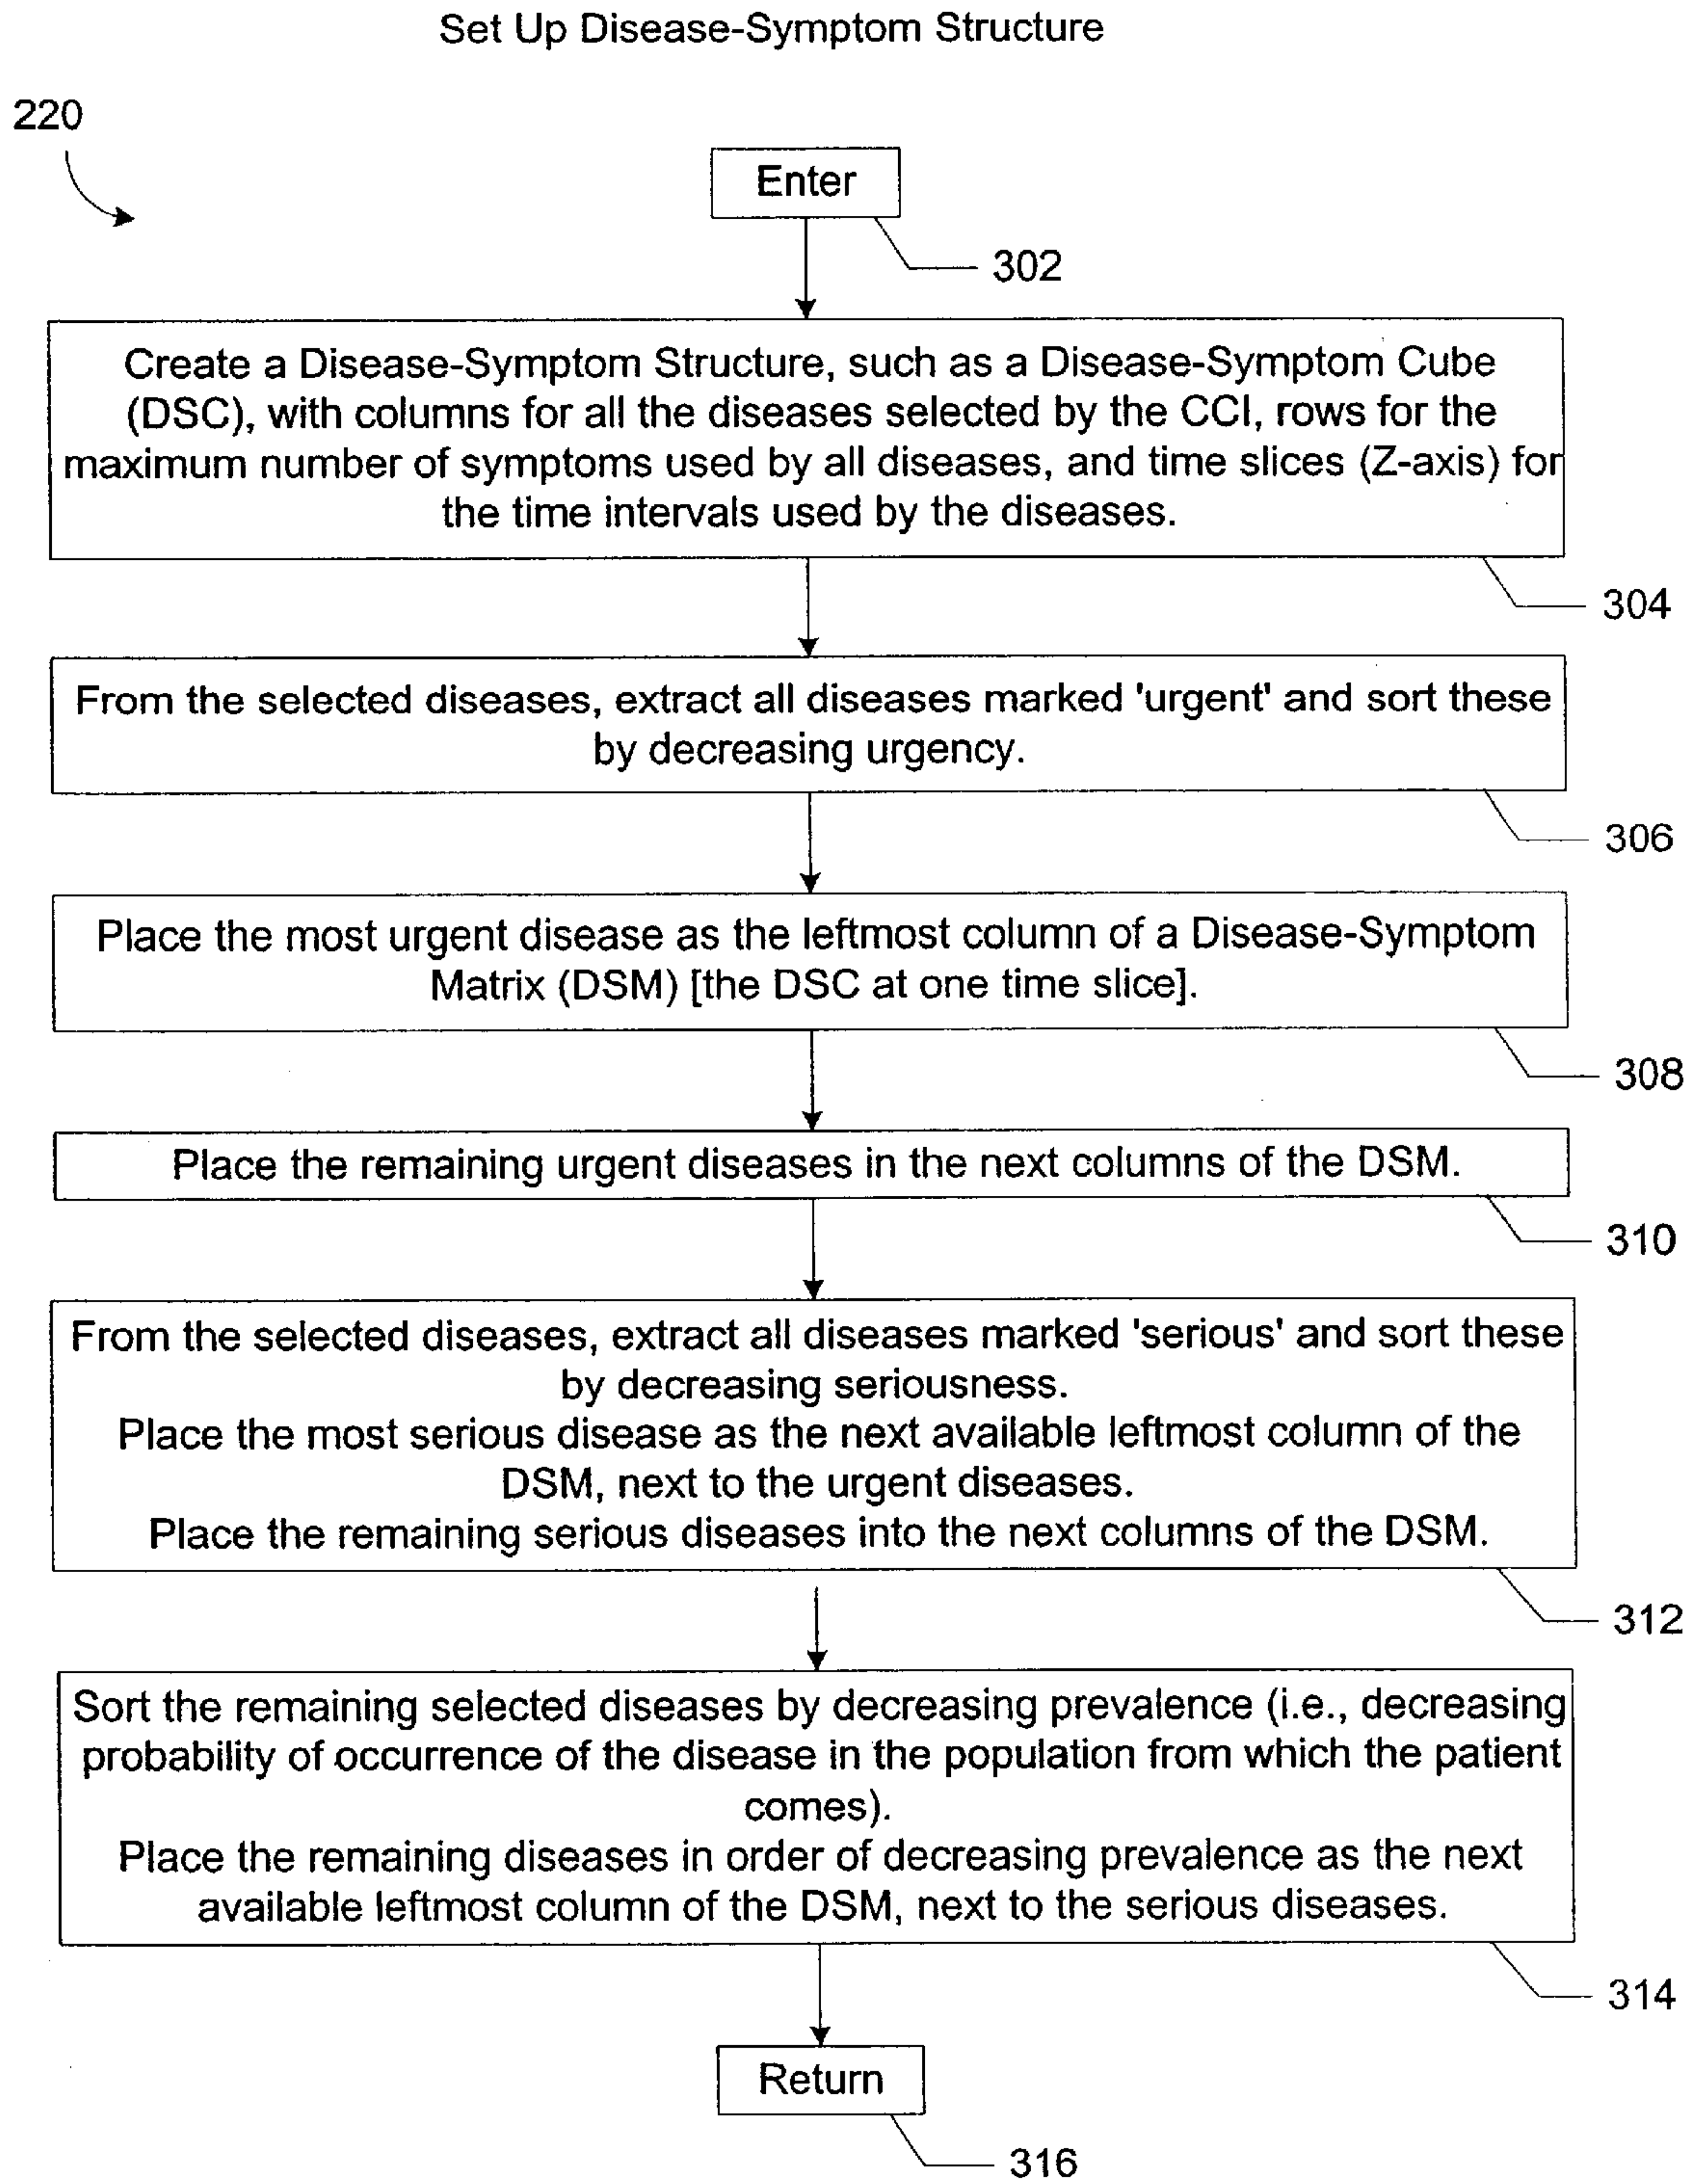 Set Up Disease-Symptom Structure
220
Enter
302
Create a Disease-Symptom Structure, such as a Disease-Symptom Cube
(DSC), with columns for all the diseases selected by the CCI, rows for the
maximum number of symptoms used by all diseases, and time slices (Z-axis) for
the time intervals used by the diseases.
304
From the selected diseases, extract all diseases marked 'urgent' and sort these
by decreasing urgency.
306
Place the most urgent disease as the leftmost column of a Disease-Symptom
Matrix (DSM) [the DSC at one time slice].
308
Place the remaining urgent diseases in the next columns of the DSM.
310
From the selected diseases, extract all diseases marked 'serious' and sort these
by decreasing seriousness.
Place the most serious disease as the next available leftmost column of the
DSM, next to the urgent diseases.
Place the remaining serious diseases into the next columns of the DSM.
312
Sort the remaining selected diseases by decreasing prevalence (i.e., decreasing
probability of occurrence of the disease in the population from which the patient
comes).
Place the remaining diseases in order of decreasing prevalence as the next
available leftmost column of the DSM, next to the serious diseases.
314
Return
316